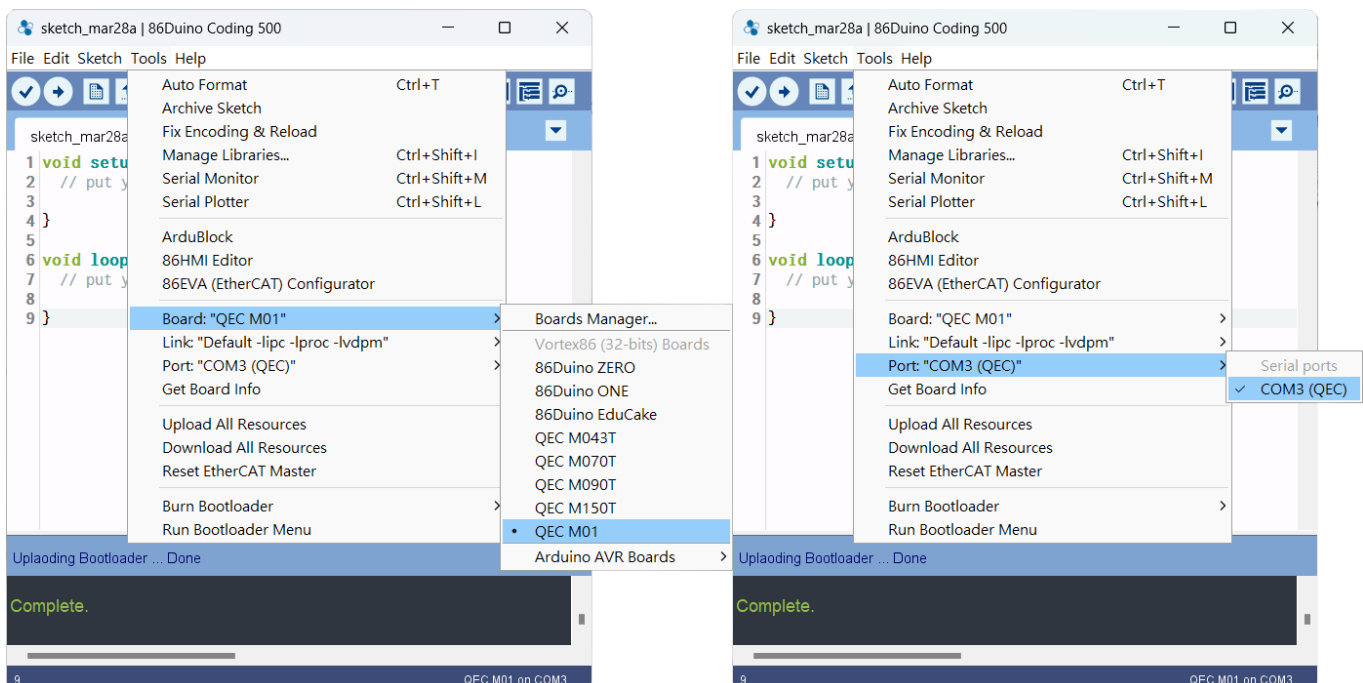 sketch_mar28a | 86Duino Coding 500
File Edit Sketch Tools Help
sketch_mar28a
1 void setu
2 // put y
3
4 }
5
6 void loop
7 // put y
8
9 }
Auto Format Ctrl+T
Archive Sketch
Fix Encoding & Reload
Manage Libraries... Ctrl+Shift+I
Serial Monitor Ctrl+Shift+M
Serial Plotter Ctrl+Shift+L
ArduBlock
86HMI Editor
86EVA (EtherCAT) Configurator
Board: "QEC M01"
Link: "Default -lipc -lproc -lvdpm"
Port: "COM3 (QEC)"
Get Board Info
Upload All Resources
Download All Resources
Reset EtherCAT Master
Burn Bootloader
Run Bootloader Menu
Boards Manager...
Vortex86 (32-bits) Boards
86Duino ZERO
86Duino ONE
86Duino EduCake
QEC M043T
QEC M070T
QEC M090T
QEC M150T
QEC M01
Arduino AVR Boards
Uplaoding Bootloader ... Done
Complete.
9 QEC M01 on COM3
sketch_mar28a | 86Duino Coding 500
File Edit Sketch Tools Help
sketch_mar28a
1 void setu
2 // put y
3
4 }
5
6 void loop
7 // put y
8
9 }
Auto Format Ctrl+T
Archive Sketch
Fix Encoding & Reload
Manage Libraries... Ctrl+Shift+I
Serial Monitor Ctrl+Shift+M
Serial Plotter Ctrl+Shift+L
ArduBlock
86HMI Editor
86EVA (EtherCAT) Configurator
Board: "QEC M01"
Link: "Default -lipc -lproc -lvdpm"
Port: "COM3 (QEC)"
Get Board Info
Upload All Resources
Download All Resources
Reset EtherCAT Master
Burn Bootloader
Run Bootloader Menu
Serial ports
COM3 (QEC)
Uplaoding Bootloader ... Done
Complete.
9 QEC M01 on COM3